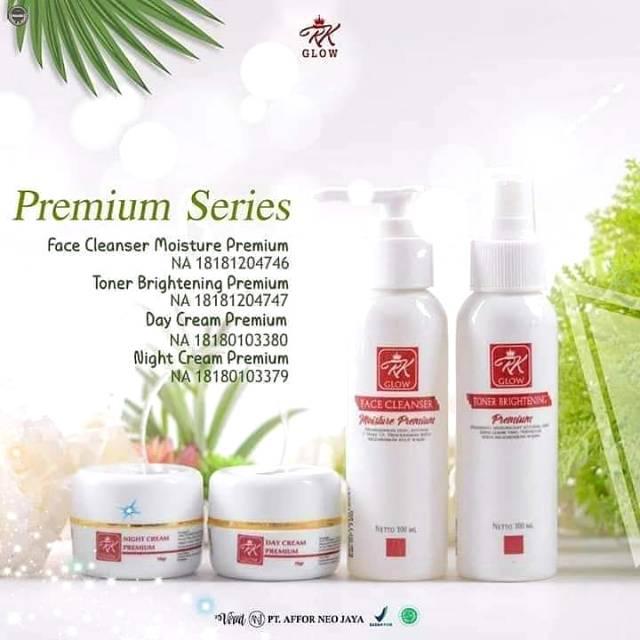 RK
GLOW
Premium Series
Face Cleanser Moisture Premium
NA 18181204746
Toner Brightening Premium
NA 18181204747
Day Cream Premium
NA 18180103380
Night Cream Premium
NA 18180103379
RK
GLOW
FACE CLEANSER
Moisture Premium
NETTO 100 ML
RK
GLOW
TONER BRIGHTENING
Premium
NETTO 100 ML
NIGHT CREAM
PREMIUM
DAY CREAM
PREMIUM
PT. AFFOR NEO JAYA